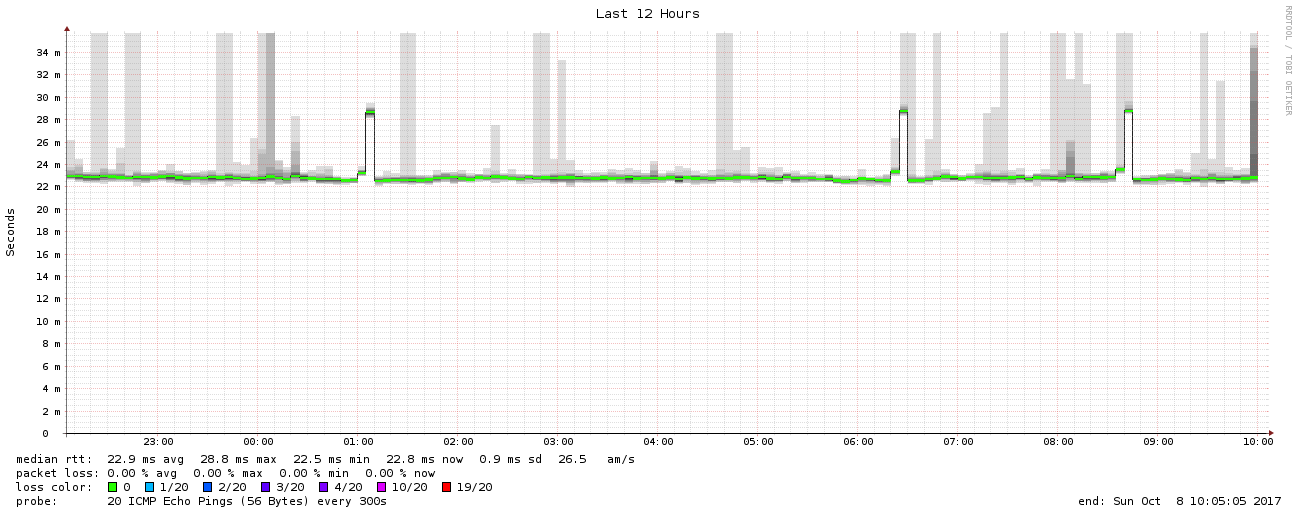 Last 12 Hours
RRDTOOL / TOBI OETIKER
Seconds
34 m
32 m
30 m
28 m
26 m
24 m
22 m
20 m
18 m
16 m
14 m
12 m
10 m
8 m
6 m
4 m
2 m
0
23:00 00:00 01:00 02:00 03:00 04:00 05:00 06:00 07:00 08:00 09:00 10:00
median rtt: 22.9 ms avg 28.8 ms max 22.5 ms min 22.8 ms now 0.9 ms sd 26.5 am/s
packet loss: 0.00 % avg 0.00 % max 0.00 % min 0.00 % now
loss color: 0 1/20 2/20 3/20 4/20 10/20 19/20
probe: 20 ICMP Echo Pings (56 Bytes) every 300s end: Sun Oct 8 10:05:05 2017